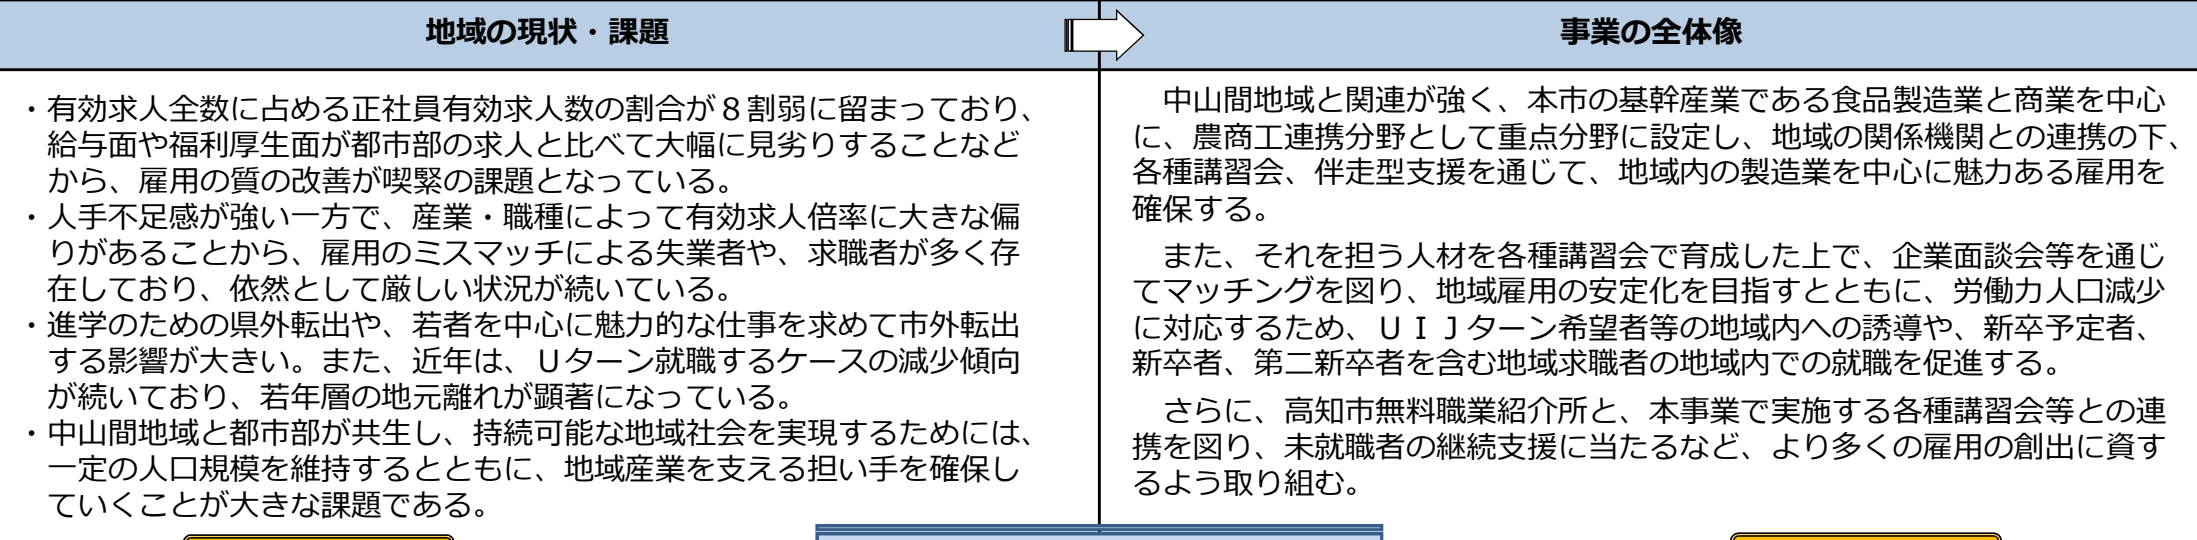 地域の現状・課題
・有効求人全数に占める正社員有効求人数の割合が８割弱に留まっており、
給与面や福利厚生面が都市部の求人と比べて大幅に見劣りすることなど
から、雇用の質の改善が喫緊の課題となっている。
・人手不足感が強い一方で、産業・職種によって有効求人倍率に大きな偏
りがあることから、雇用のミスマッチによる失業者や、求職者が多く存
在しており、依然として厳しい状況が続いている。
・進学のための県外転出や、若者を中心に魅力的な仕事を求めて市外転出
する影響が大きい。また、近年は、Ｕターン就職するケースの減少傾向
が続いており、若年層の地元離れが顕著になっている。
・中山間地域と都市部が共生し、持続可能な地域社会を実現するためには、
一定の人口規模を維持するとともに、地域産業を支える担い手を確保し
ていくことが大きな課題である。
事業の全体像
中山間地域と関連が強く、本市の基幹産業である食品製造業と商業を中心
に、農商工連携分野として重点分野に設定し、地域の関係機関との連携の下、
各種講習会、伴走型支援を通じて、地域内の製造業を中心に魅力ある雇用を
確保する。
また、それを担う人材を各種講習会で育成した上で、企業面談会等を通じ
てマッチングを図り、地域雇用の安定化を目指すとともに、労働力人口減少
に対応するため、ＵＩＪターン希望者等の地域内への誘導や、新卒予定者、
新卒者、第二新卒者を含む地域求職者の地域内での就職を促進する。
さらに、高知市無料職業紹介所と、本事業で実施する各種講習会等との連
携を図り、未就職者の継続支援に当たるなど、より多くの雇用の創出に資す
るよう取り組む。